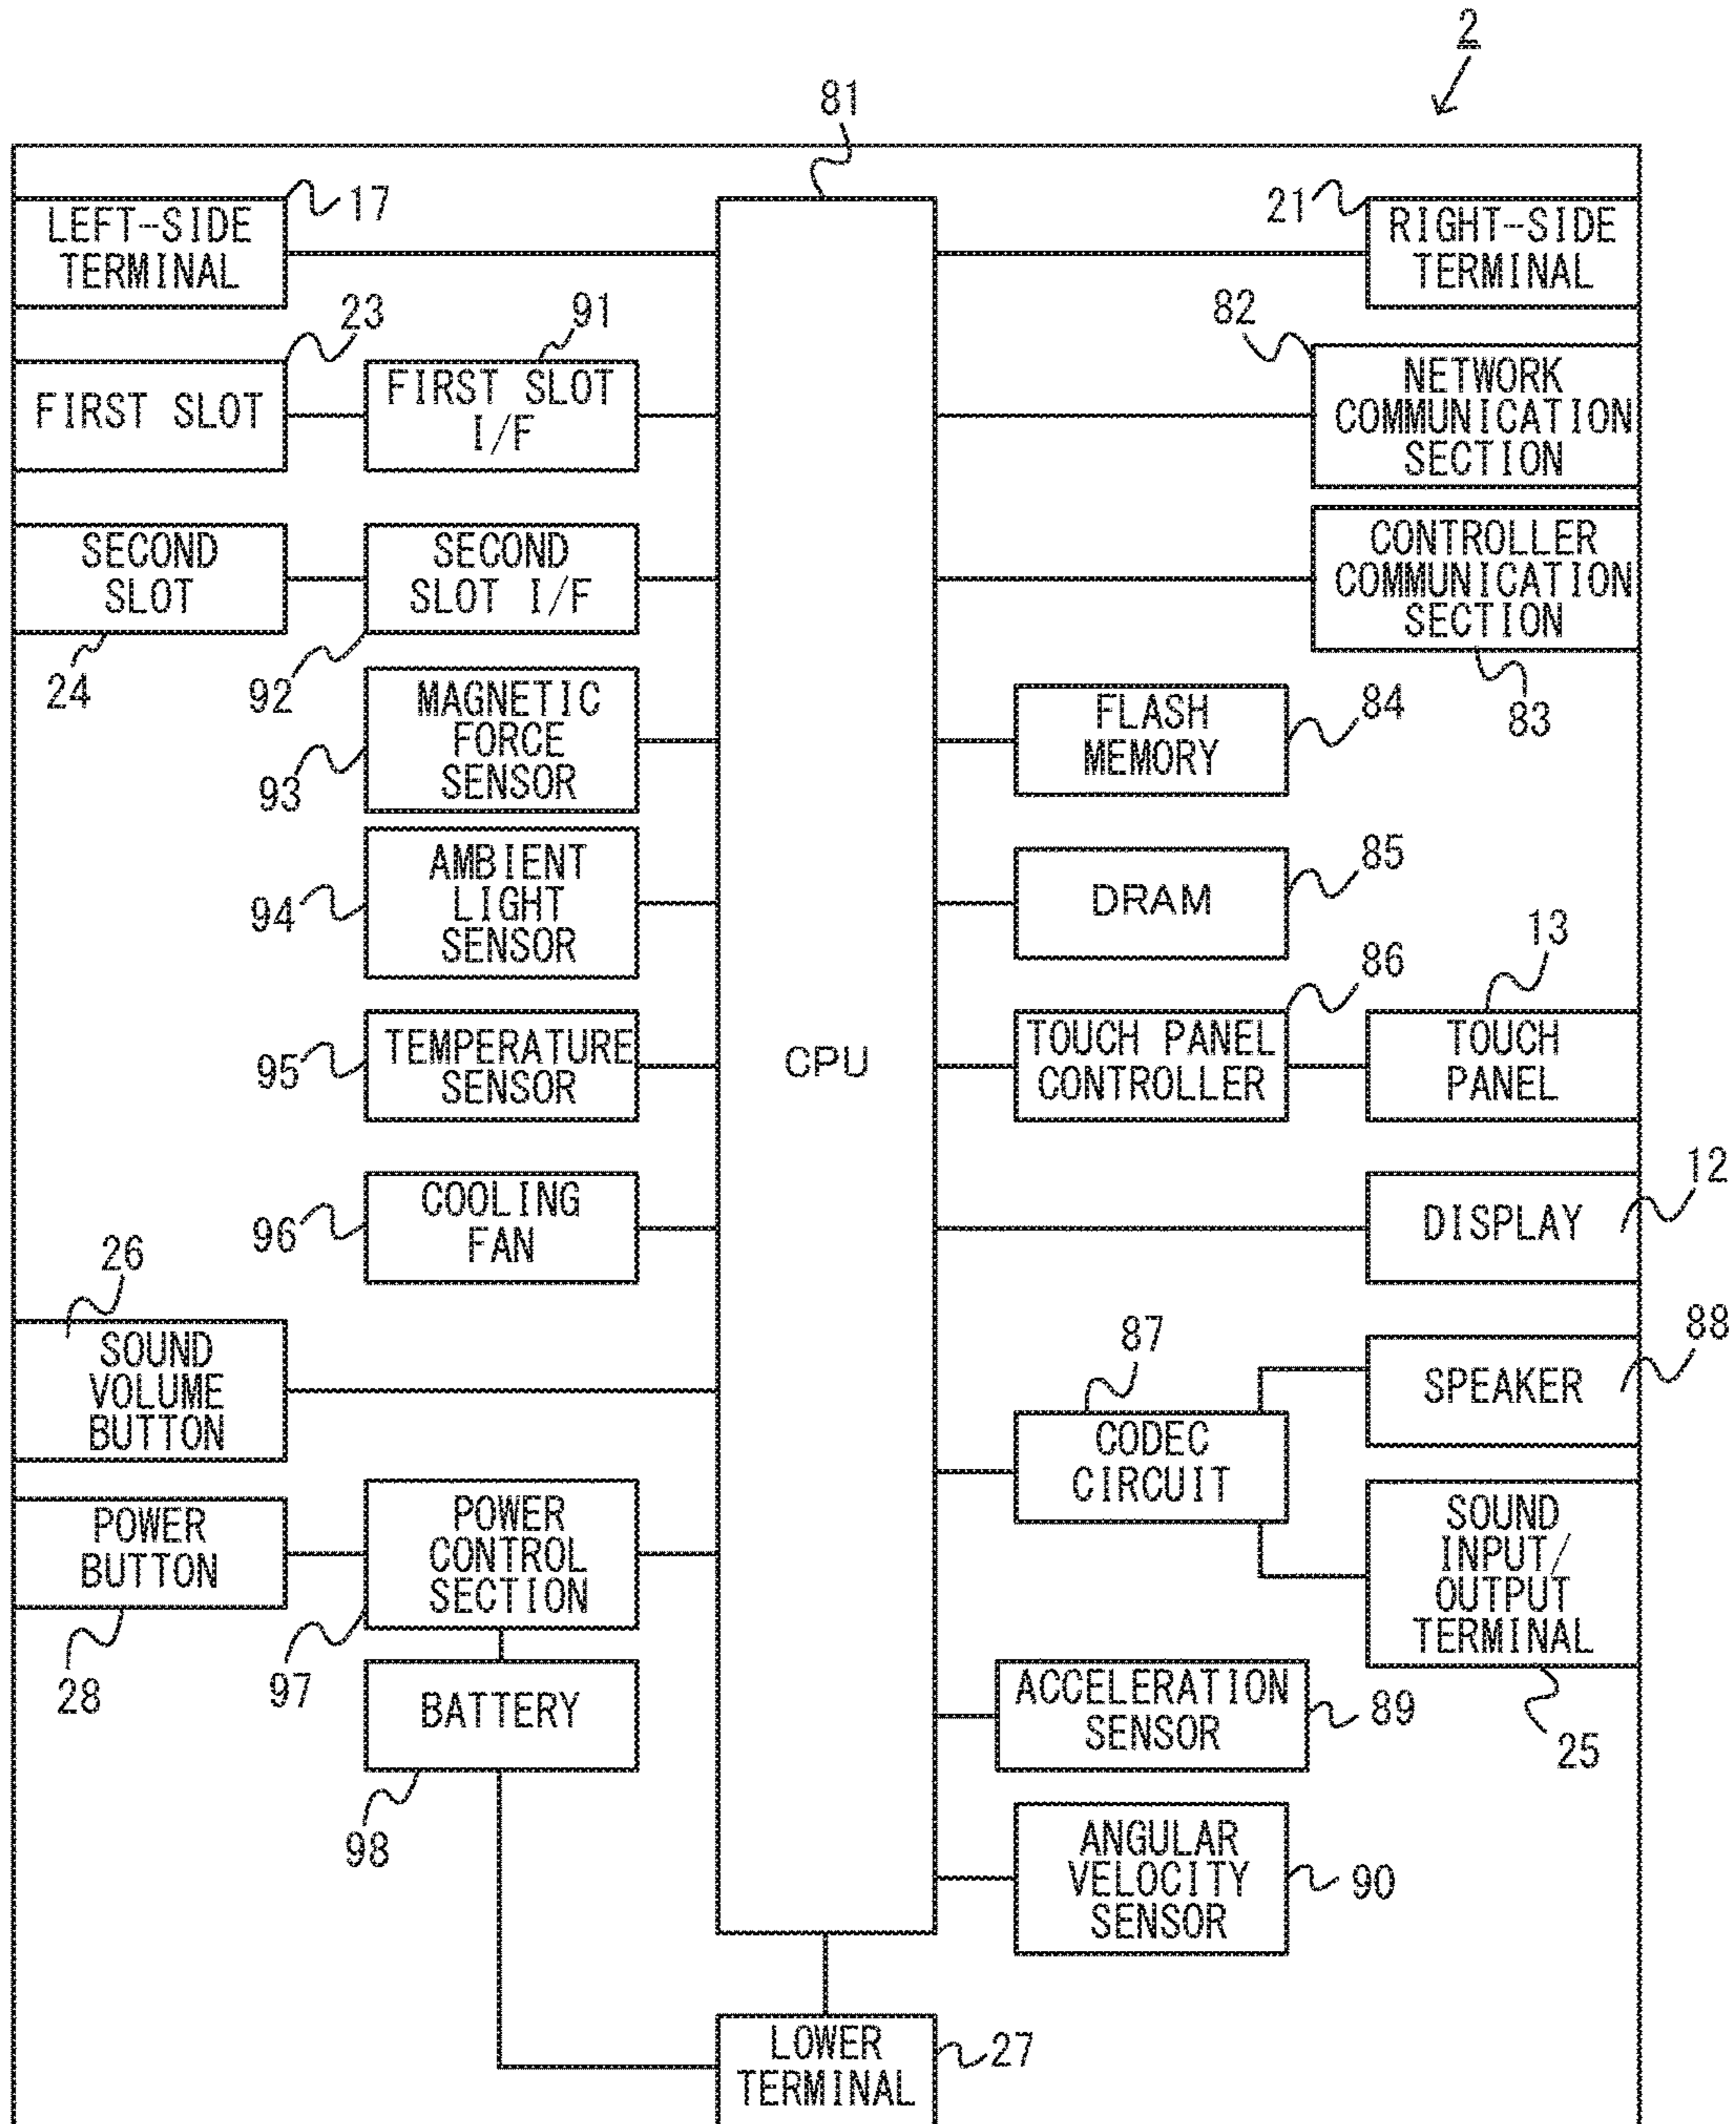 2
81
LEFT-SIDE
TERMINAL
17
21
RIGHT-SIDE
TERMINAL
23
FIRST SLOT
91
FIRST SLOT
I/F
82
NETWORK
COMMUNICATION
SECTION
SECOND
SLOT
24
SECOND
SLOT I/F
92
CONTROLLER
COMMUNICATION
SECTION
83
MAGNETIC
FORCE
SENSOR
93
FLASH
MEMORY
84
AMBIENT
LIGHT
SENSOR
94
DRAM
85
TEMPERATURE
SENSOR
95
CPU
TOUCH PANEL
CONTROLLER
86
TOUCH
PANEL
13
COOLING
FAN
96
DISPLAY
12
26
SOUND
VOLUME
BUTTON
87
CODEC
CIRCUIT
SPEAKER
88
POWER
BUTTON
28
POWER
CONTROL
SECTION
97
SOUND
INPUT/
OUTPUT
TERMINAL
25
BATTERY
98
ACCELERATION
SENSOR
89
ANGULAR
VELOCITY
SENSOR
90
LOWER
TERMINAL
27